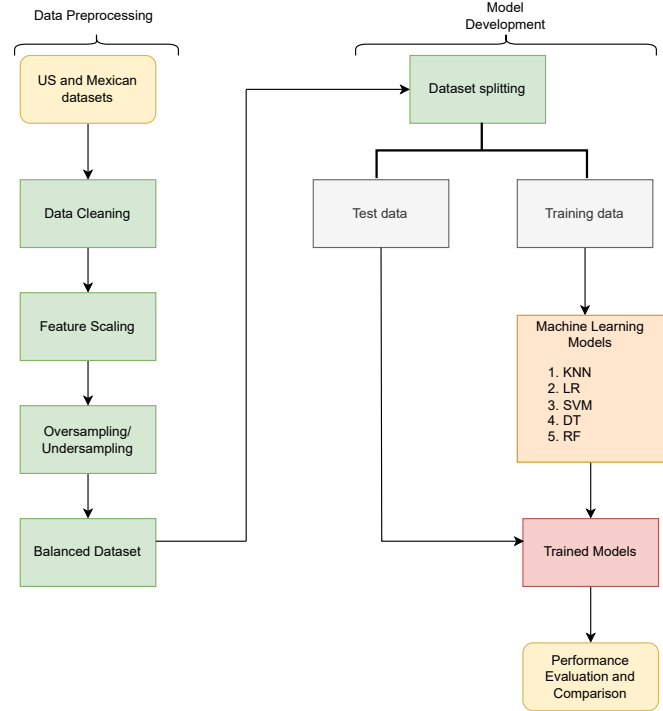 Data Preprocessing
US and Mexican
datasets
Data Cleaning
Feature Scaling
Oversampling/
Undersampling
Balanced Dataset
Model
Development
Dataset splitting
Test data
Training data
Machine Learning
Models
1. KNN
2. LR
3. SVM
4. DT
5. RF
Trained Models
Performance
Evaluation and
Comparison